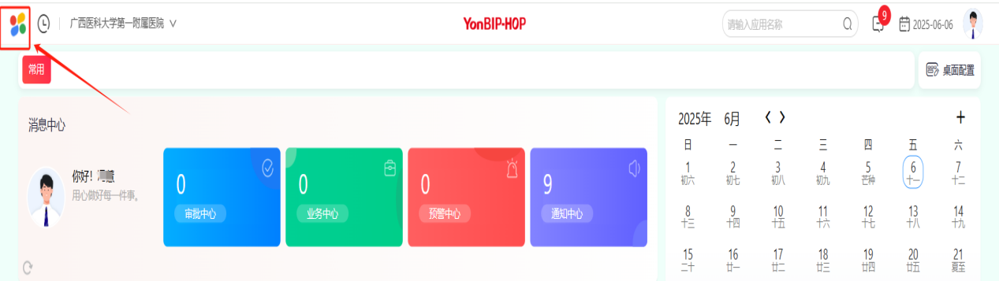 广西医科大学第一附属医院
YonBIP-HOP
请输入应用名称
9
2025-06-06
常用
桌面配置
消息中心
你好！
用心做好每一件事。
0
审批中心
0
业务中心
0
预警中心
9
通知中心
2025年 6月
日 一 二 三 四 五 六
1 2 3 4 5 6 7
初六 初七 初八 初九 芒种 十一 十二
8 9 10 11 12 13 14
十三 十四 十五 十六 十七 十八 十九
15 16 17 18 19 20 21
二十 廿一 廿二 廿三 廿四 廿五 夏至